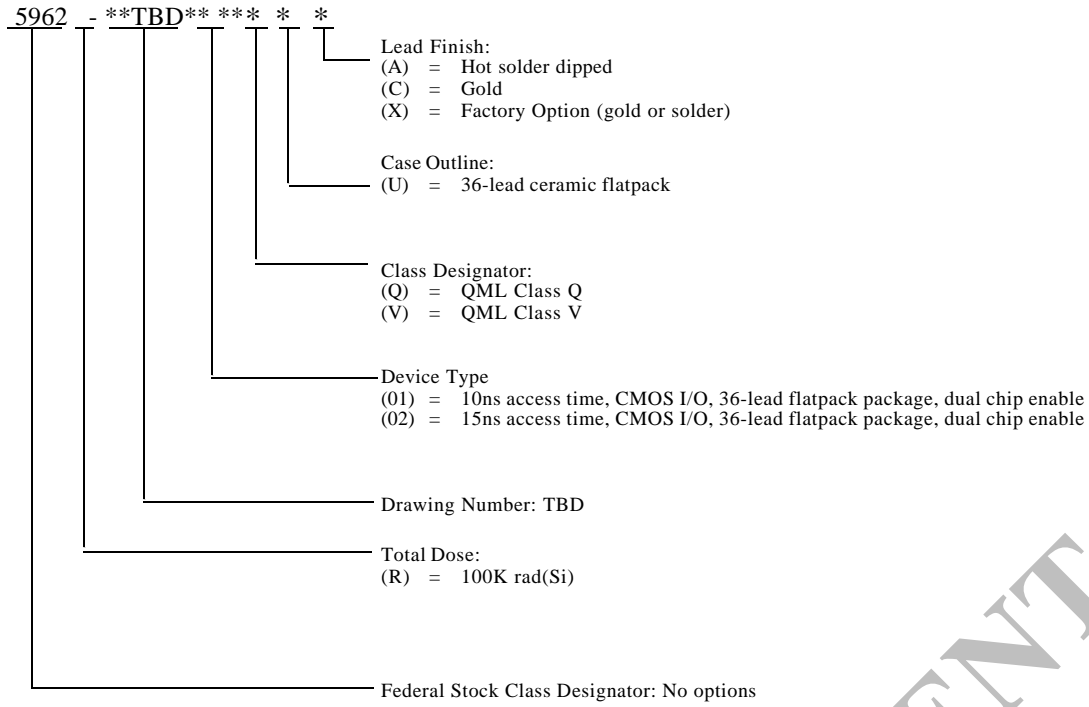 5962 - **TBD** *** * *
Lead Finish:
(A) = Hot solder dipped
(C) = Gold
(X) = Factory Option (gold or solder)
Case Outline:
(U) = 36-lead ceramic flatpack
Class Designator:
(Q) = QML Class Q
(V) = QML Class V
Device Type
(01) = 10ns access time, CMOS I/O, 36-lead flatpack package, dual chip enable
(02) = 15ns access time, CMOS I/O, 36-lead flatpack package, dual chip enable
Drawing Number: TBD
Total Dose:
(R) = 100K rad(Si)
Federal Stock Class Designator: No options
ENT